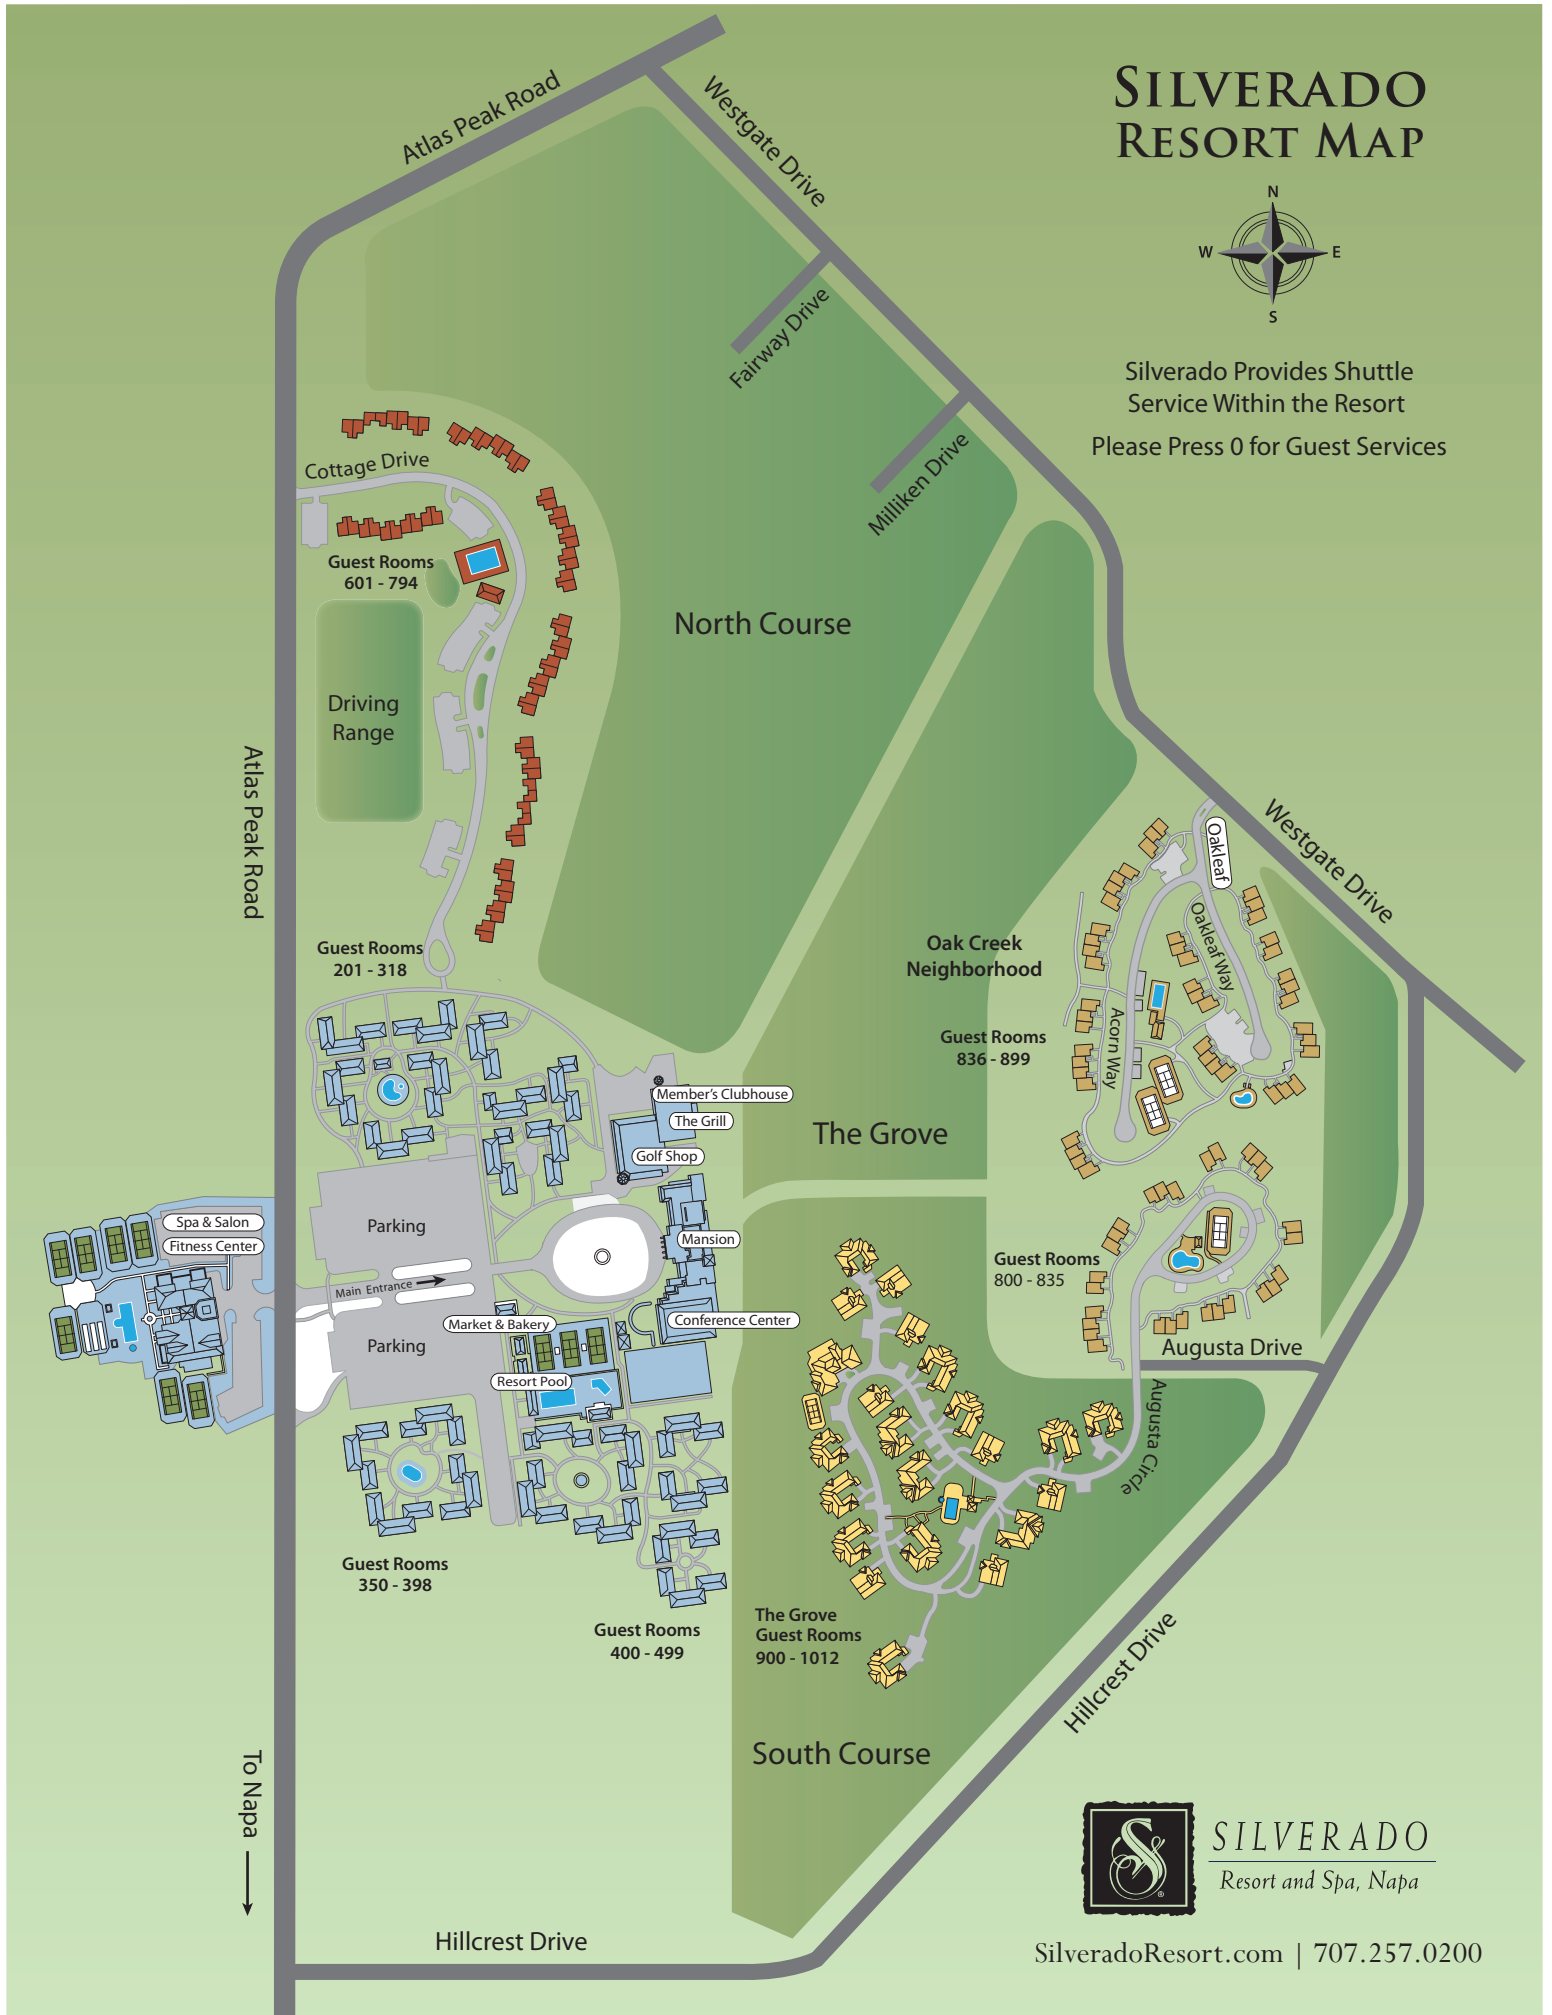 SILVERADO
RESORT MAP
N
W
E
S
Silverado Provides Shuttle
Service Within the Resort
Please Press 0 for Guest Services
Atlas Peak Road
Westgate Drive
Fairway Drive
Milliken Drive
Cottage Drive
Guest Rooms
601 - 794
North Course
Driving
Range
Atlas Peak Road
Westgate Drive
Oakleaf
Oakleaf Way
Oak Creek
Neighborhood
Guest Rooms
201 - 318
Guest Rooms
836 - 899
Acorn Way
Member's Clubhouse
The Grill
Golf Shop
The Grove
Parking
Spa & Salon
Fitness Center
Mansion
Guest Rooms
800 - 835
Main Entrance
Market & Bakery
Conference Center
Parking
Augusta Drive
Resort Pool
Augusta Circle
Guest Rooms
350 - 398
Guest Rooms
400 - 499
The Grove
Guest Rooms
900 - 1012
Hillcrest Drive
South Course
To Napa
S
®
SILVERADO
Resort and Spa, Napa
Hillcrest Drive
SilveradoResort.com | 707.257.0200